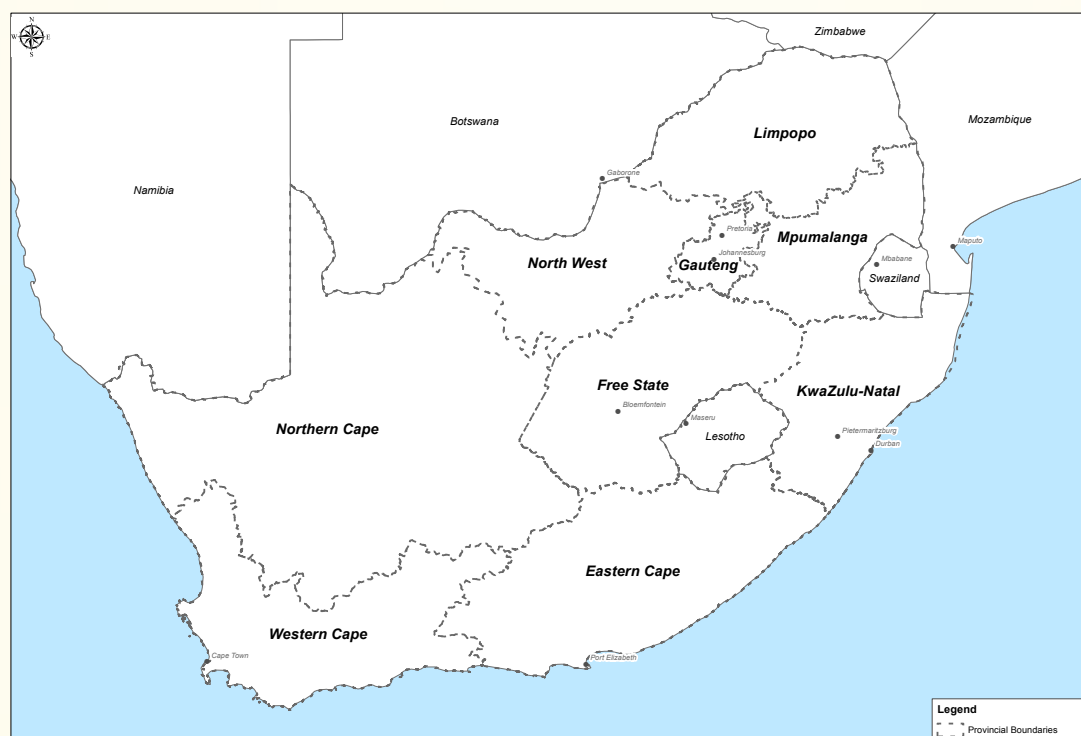 N
W E
S
Zimbabwe
Botswana
Mozambique
Limpopo
Gaborone
Namibia
Pretoria
Mpumalanga
Maputo
North West
Johannesburg
Gauteng
Mbabane
Swaziland
Free State
KwaZulu-Natal
Bloemfontein
Maseru
Northern Cape
Lesotho
Pietermaritzburg
Durban
Eastern Cape
Western Cape
Cape Town
Port Elizabeth
Legend
Provincial Boundaries